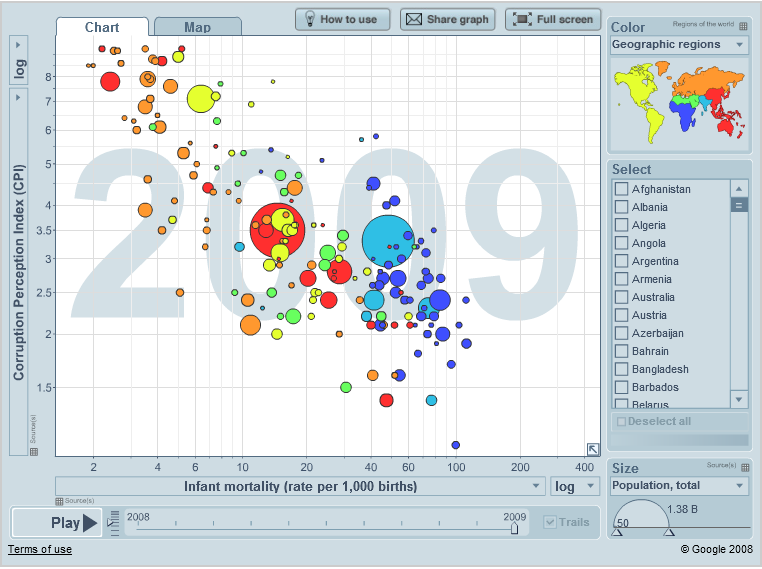 Chart
Map
How to use
Share graph
Full screen
Color
Regions of the world
Geographic regions
log
Corruption Perception Index (CPI)
Source(s)
8
7
6
5
4
3.5
3
2.5
2
1.5
2009
2
4
6
10
20
40
60
100
200
400
Infant mortality (rate per 1,000 births)
log
Source(s)
Select
Afghanistan
Albania
Algeria
Angola
Argentina
Armenia
Australia
Austria
Azerbaijan
Bahrain
Bangladesh
Barbados
Belarus
Deselect all
Size
Source(s)
Population, total
1.38 B
50
Play
2008
2009
Trails
Terms of use
© Google 2008